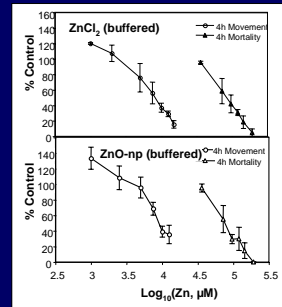 ZnCl2 (buffered)
4h Movement
4h Mortality
160
140
120
100
80
60
40
20
0
% Control
ZnO-np (buffered)
4h Movement
4h Mortality
140
120
100
80
60
40
20
0
% Control
2.5 3 3.5 4 4.5 5 5.5
Log10(Zn, µM)